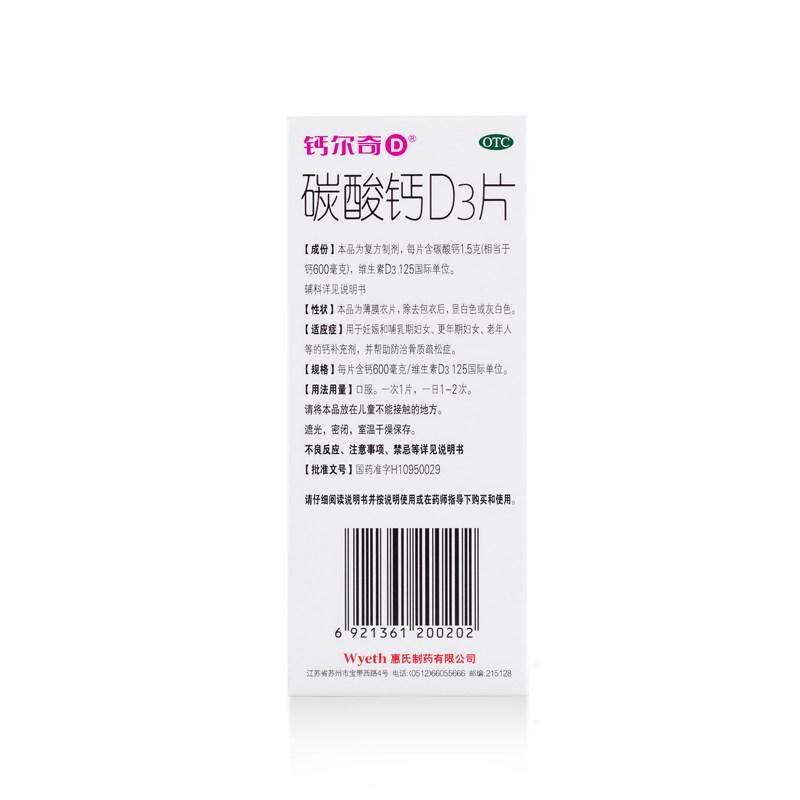 钙尔奇D®
OTC
碳酸钙D3片
【成份】本品为复方制剂，每片含碳酸钙1.5克(相当于
钙600毫克)，维生素D3 125国际单位。
辅料详见说明书
【性状】本品为薄膜衣片，除去包衣后，显白色或灰白色。
【适应症】用于妊娠和哺乳期妇女、更年期妇女、老年人
等的钙补充剂，并帮助防治骨质疏松症。
【规格】每片含钙600毫克/维生素D3 125国际单位。
【用法用量】口服。一次1片，一日1-2次。
请将本品放在儿童不能接触的地方。
遮光，密闭，室温干燥保存。
不良反应、注意事项、禁忌等详见说明书
【批准文号】国药准字H10950029
请仔细阅读说明书并按说明使用或在药师指导下购买和使用。
6 921361 200202
Wyeth 惠氏制药有限公司
江苏省苏州市宝带西路4号 电话:(0512)66055666 邮编:215128